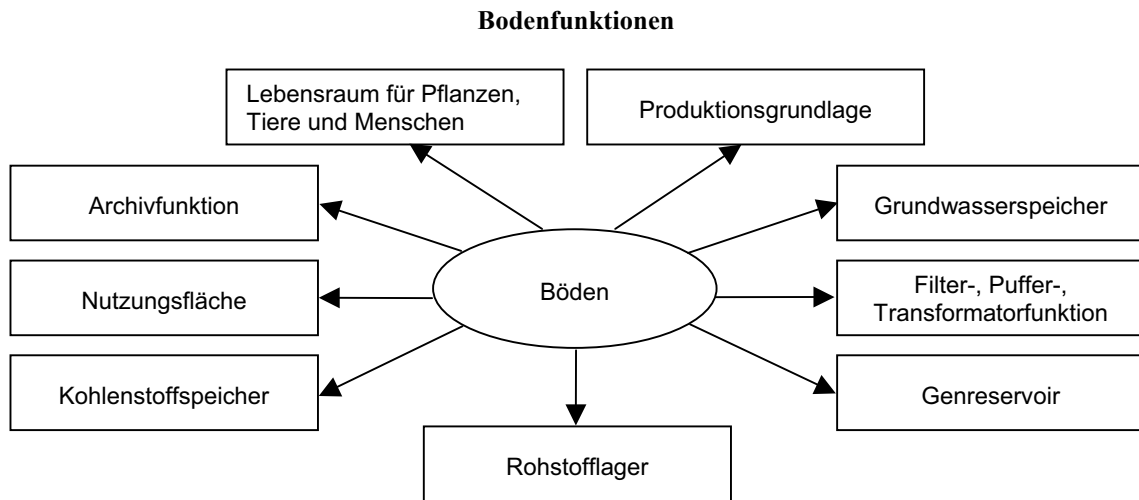 Bodenfunktionen
Lebensraum für Pflanzen,
Tiere und Menschen
Produktionsgrundlage
Archivfunktion
Grundwasserspeicher
Nutzungsfläche
Böden
Filter-, Puffer-,
Transformatorfunktion
Kohlenstoffspeicher
Genreservoir
Rohstofflager